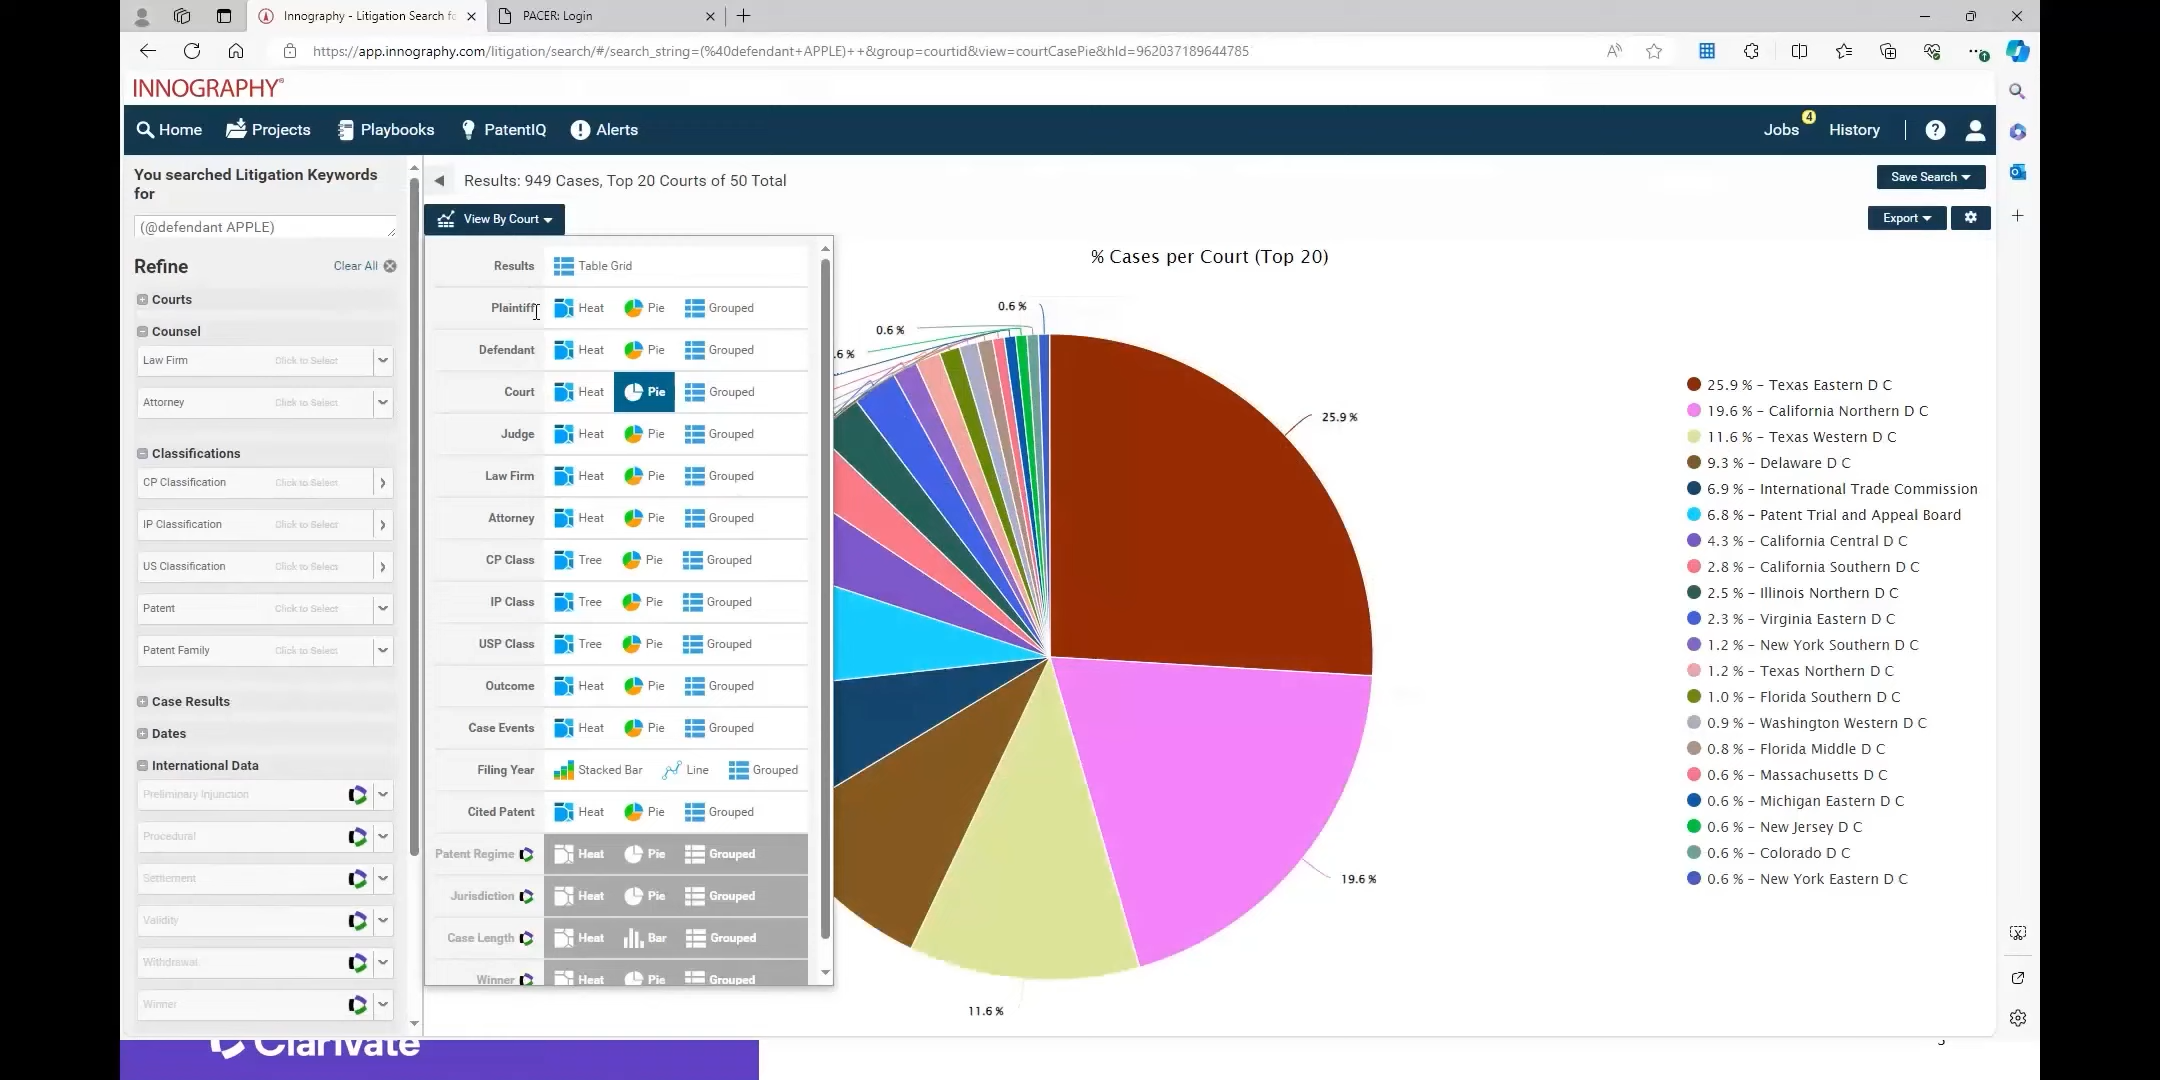 Innography - Litigation Search fo
PACER: Login
https://app.innography.com/litigation/search/#/search_string=(%40defendant+APPLE)++&group=courtid&view=courtCasePie&hId=962037189644785
INNOGRAPHY®
Home
Projects
Playbooks
PatentIQ
Alerts
Jobs
4
History
You searched Litigation Keywords
for
(@defendant APPLE)
Refine
Clear All
Courts
Counsel
Law Firm Click to Select
Attorney Click to Select
Classifications
CP Classification Click to Select
IP Classification Click to Select
US Classification Click to Select
Patent Click to Select
Patent Family Click to Select
Case Results
Dates
International Data
Preliminary Injunction
Procedural
Settlement
Validity
Withdrawal
Winner
Results: 949 Cases, Top 20 Courts of 50 Total
Save Search
View By Court
Export
Results Table Grid
Plaintiff Heat Pie Grouped
Defendant Heat Pie Grouped
Court Heat Pie Grouped
Judge Heat Pie Grouped
Law Firm Heat Pie Grouped
Attorney Heat Pie Grouped
CP Class Tree Pie Grouped
IP Class Tree Pie Grouped
USP Class Tree Pie Grouped
Outcome Heat Pie Grouped
Case Events Heat Pie Grouped
Filing Year Stacked Bar Line Grouped
Cited Patent Heat Pie Grouped
Patent Regime Heat Pie Grouped
Jurisdiction Heat Pie Grouped
Case Length Heat Bar Grouped
Winner Heat Pie Grouped
% Cases per Court (Top 20)
0.6 %
0.6 %
.6 %
25.9 %
19.6 %
11.6 %
25.9 % – Texas Eastern D C
19.6 % – California Northern D C
11.6 % – Texas Western D C
9.3 % – Delaware D C
6.9 % – International Trade Commission
6.8 % – Patent Trial and Appeal Board
4.3 % – California Central D C
2.8 % – California Southern D C
2.5 % – Illinois Northern D C
2.3 % – Virginia Eastern D C
1.2 % – New York Southern D C
1.2 % – Texas Northern D C
1.0 % – Florida Southern D C
0.9 % – Washington Western D C
0.8 % – Florida Middle D C
0.6 % – Massachusetts D C
0.6 % – Michigan Eastern D C
0.6 % – New Jersey D C
0.6 % – Colorado D C
0.6 % – New York Eastern D C
Clarivate